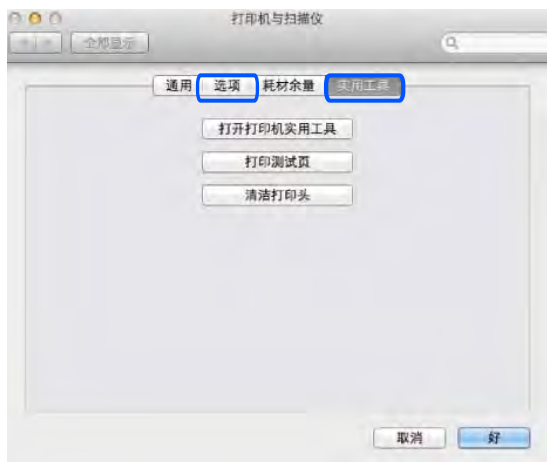 打印机与扫描仪
全部显示
通用 选项 耗材余量 实用工具
打开打印机实用工具
打印测试页
清洁打印头
取消 好